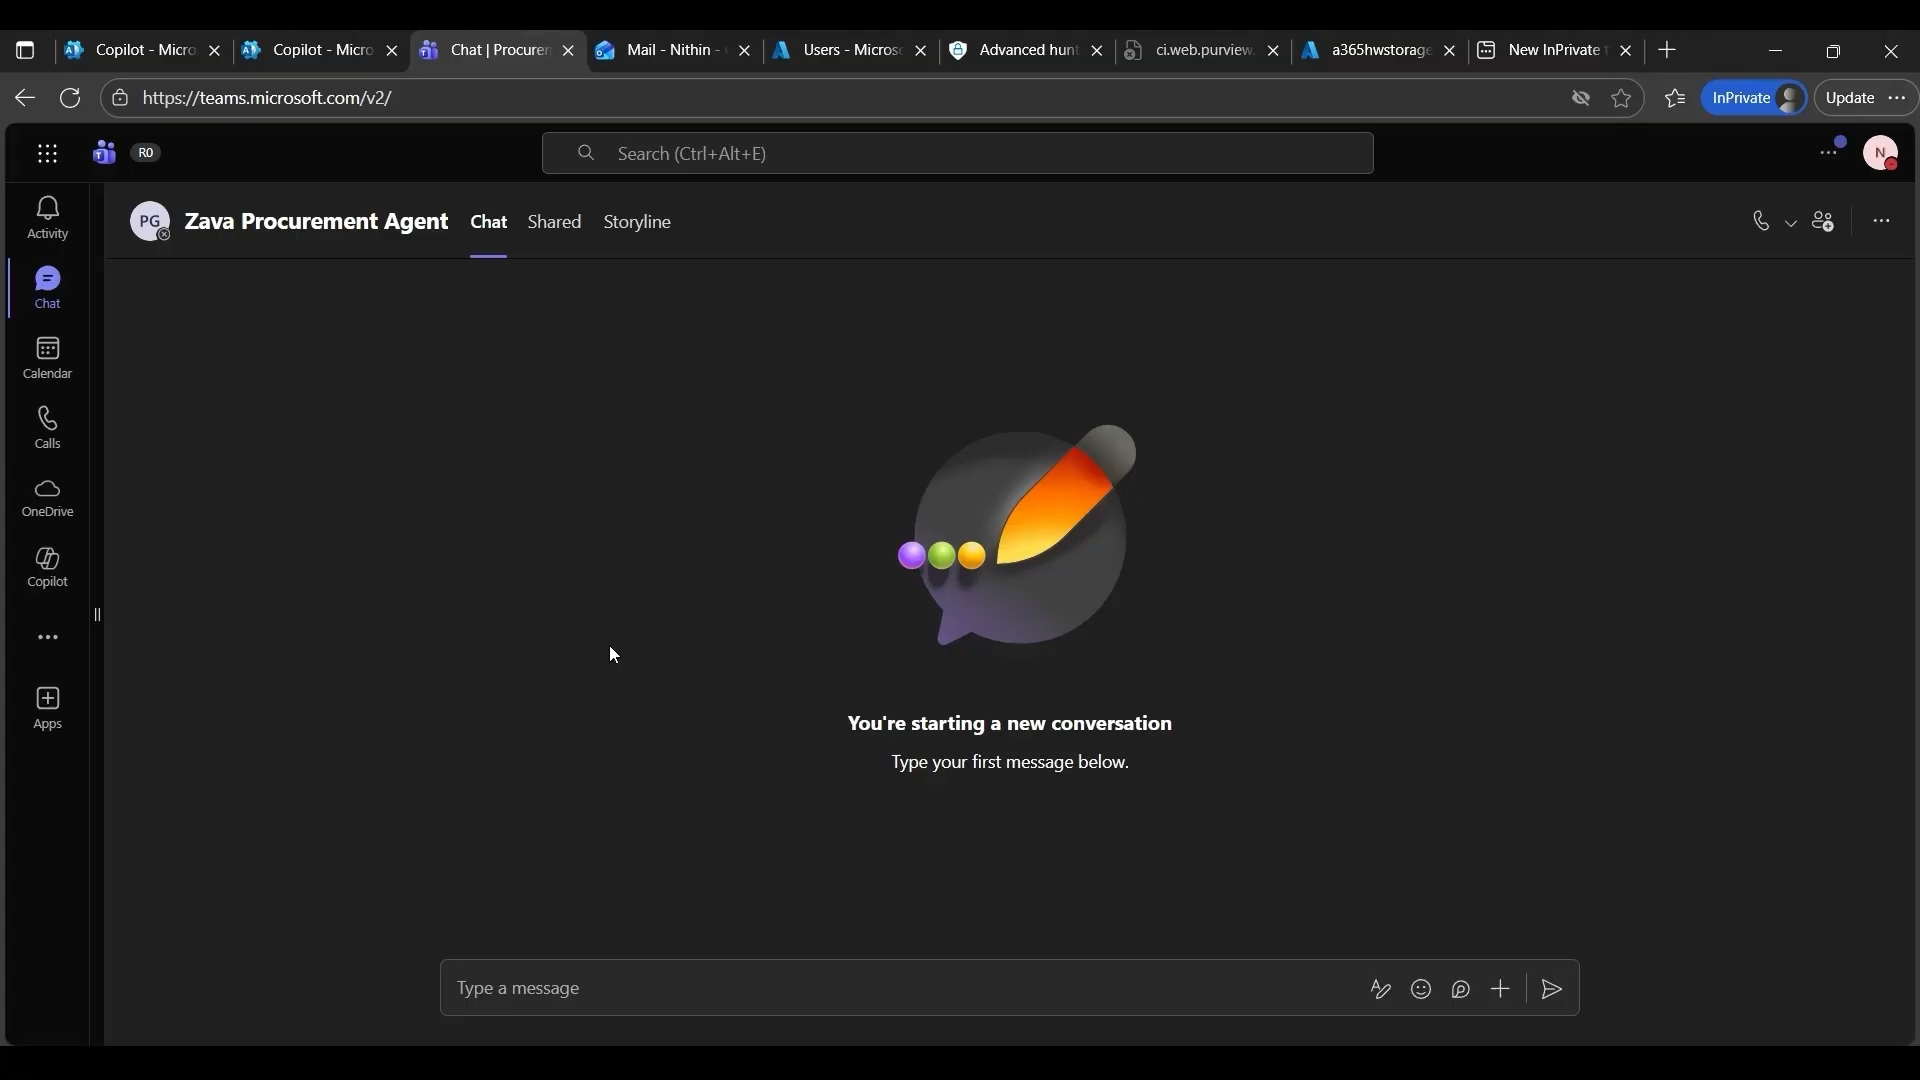 Copilot - Micro
Copilot - Micro
Chat | Procuren
Mail - Nithin -
Users - Micros
Advanced hunt
ci.web.purview.
a365hwstorage
New InPrivate
https://teams.microsoft.com/v2/
InPrivate
Update
R0
Search (Ctrl+Alt+E)
N
Activity
Chat
Calendar
Calls
OneDrive
Copilot
Apps
PG
Zava Procurement Agent
Chat
Shared
Storyline
You're starting a new conversation
Type your first message below.
Type a message